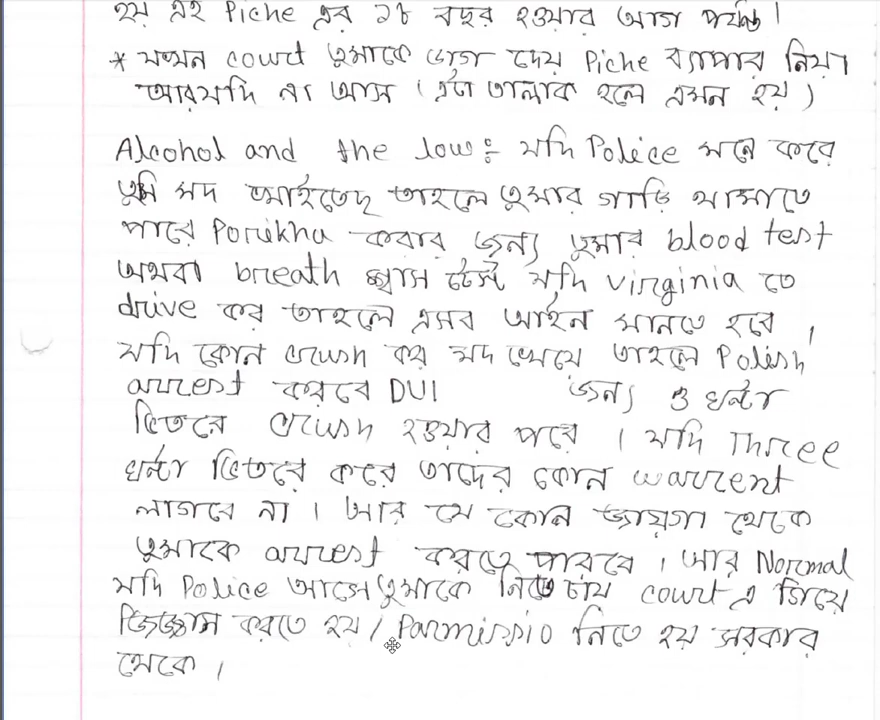 হয় এই Piche এর ১৮ বছর হওয়ার আগ পর্যন্ত।
* যখন court তুমাকে ডাগ দেয় Piche ব্যাপার নিয়া
আরযদি না আস (এটা তালাক হলে এমন হয়)
Alcohol and the low: যদি Police মনে করে
তুমি মদ খাইতেছ তাহলে তুমার গাড়ি থামাতে
পারে Porikha করার জন্য তুমার blood test
অথবা breath শ্বাস টেস্ট যদি virginia তে
drive কর তাহলে এসব আইন মানতে হবে,
যদি কোন crush কর মদ খেয়ে তাহলে Polish
arrest করবে DUI জন্য ৩ ঘন্টা
ভিতরে crush হওয়ার পরে। যদি Three
ঘন্টা ভিতরে করে তাদের কোন warrent
লাগবে না। আর যে কোন জায়গা থেকে
তুমাকে arrest করতে পারবে। আর Normal
যদি Police আসে তুমাকে নিতে চায় court এ গিয়ে
জিজ্ঞাস করতে হয়/Parmissio নিতে হয় সরকার
থেকে।